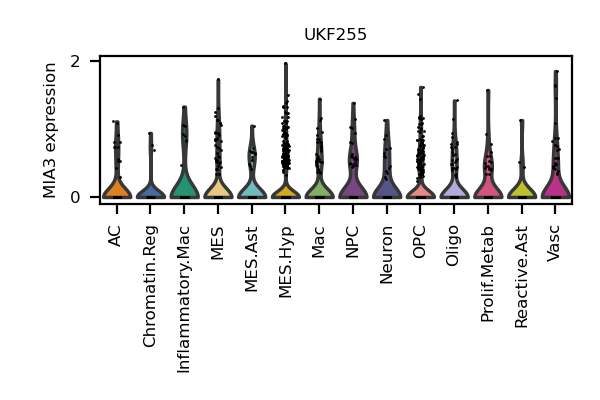 UKF255
MIA3 expression
2
0
AC
Chromatin.Reg
Inflammatory.Mac
MES
MES.Ast
MES.Hyp
Mac
NPC
Neuron
OPC
Oligo
Prolif.Metab
Reactive.Ast
Vasc